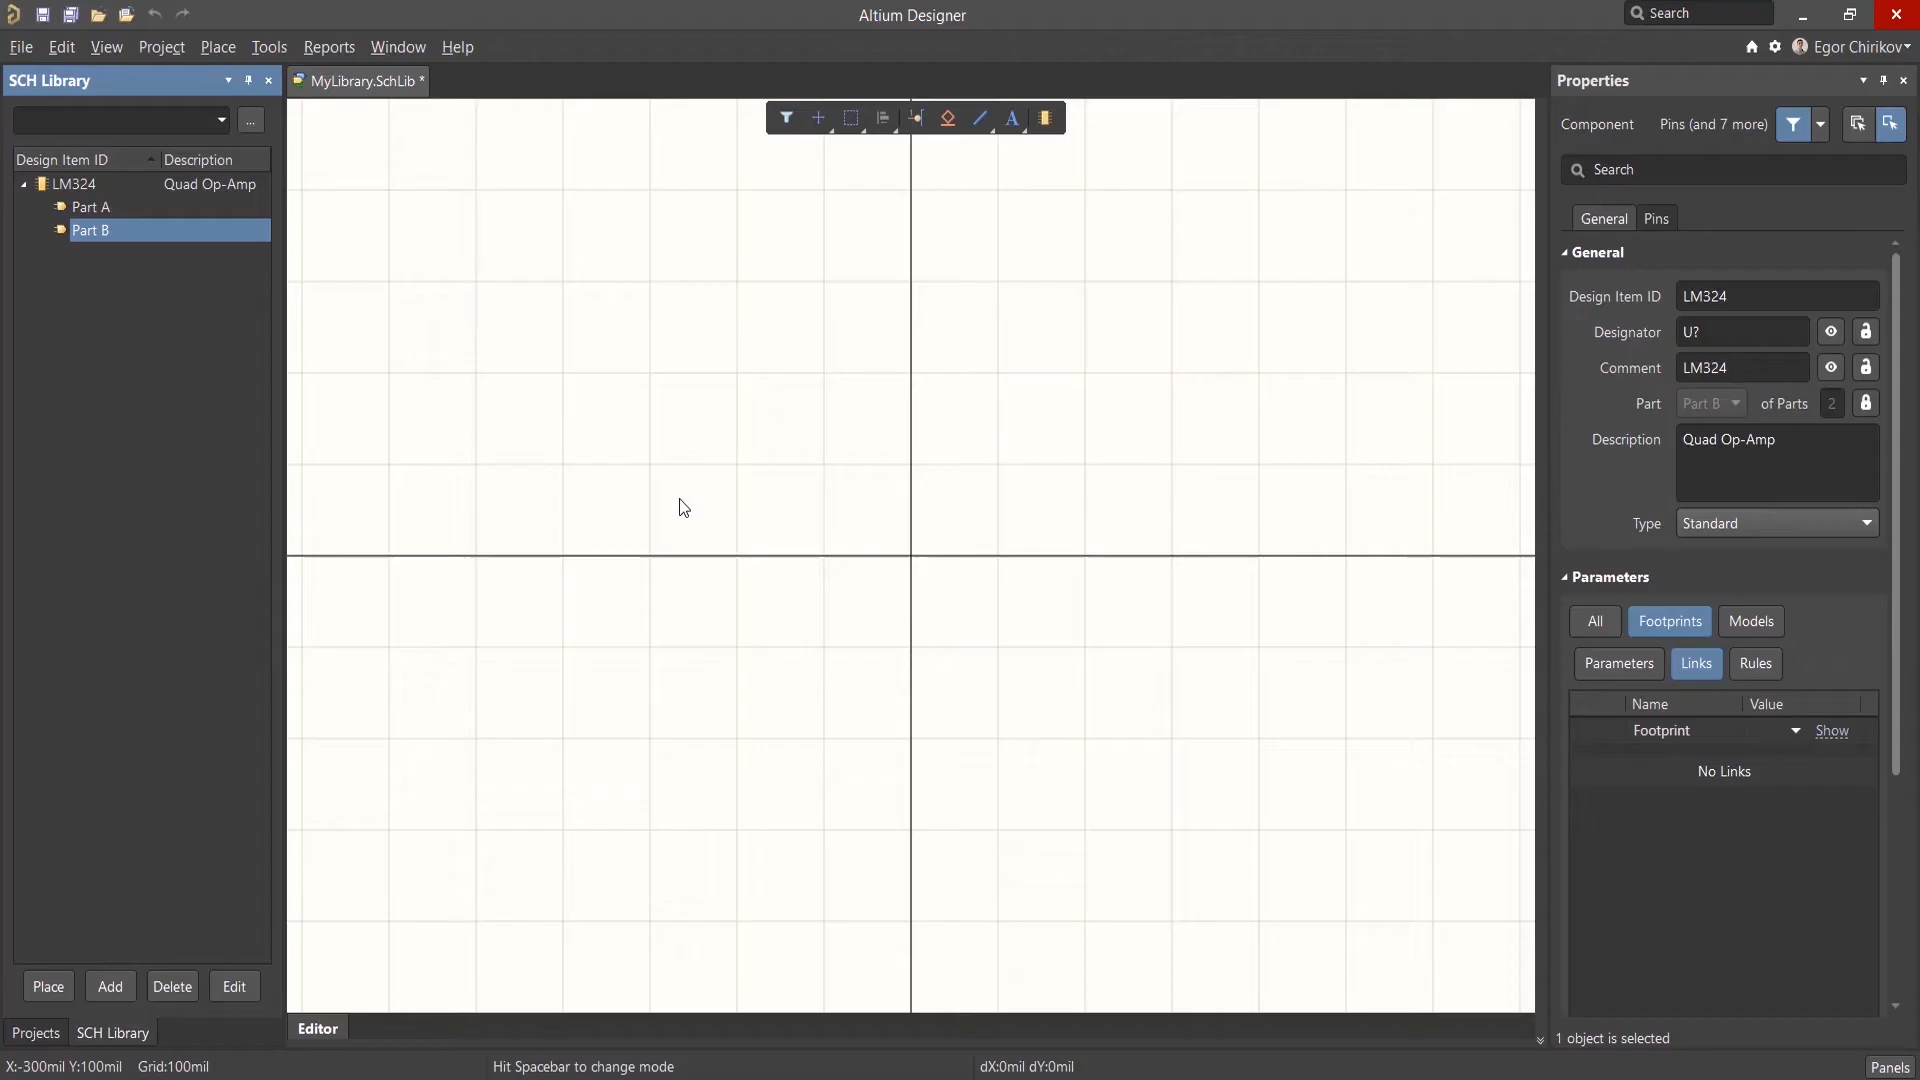 Altium Designer
Search
File Edit View Project Place Tools Reports Window Help
Egor Chirikov
SCH Library
MyLibrary.SchLib *
Properties
...
Component Pins (and 7 more)
Design Item ID Description
Search
LM324 Quad Op-Amp
Part A
Part B
General Pins
General
Design Item ID LM324
Designator U?
Comment LM324
Part Part B of Parts 2
Description Quad Op-Amp
Type Standard
Parameters
All Footprints Models
Parameters Links Rules
Name Value
Footprint Show
No Links
Place Add Delete Edit
Projects SCH Library
Editor
1 object is selected
X:-300mil Y:100mil Grid:100mil Hit Spacebar to change mode dX:0mil dY:0mil Panels